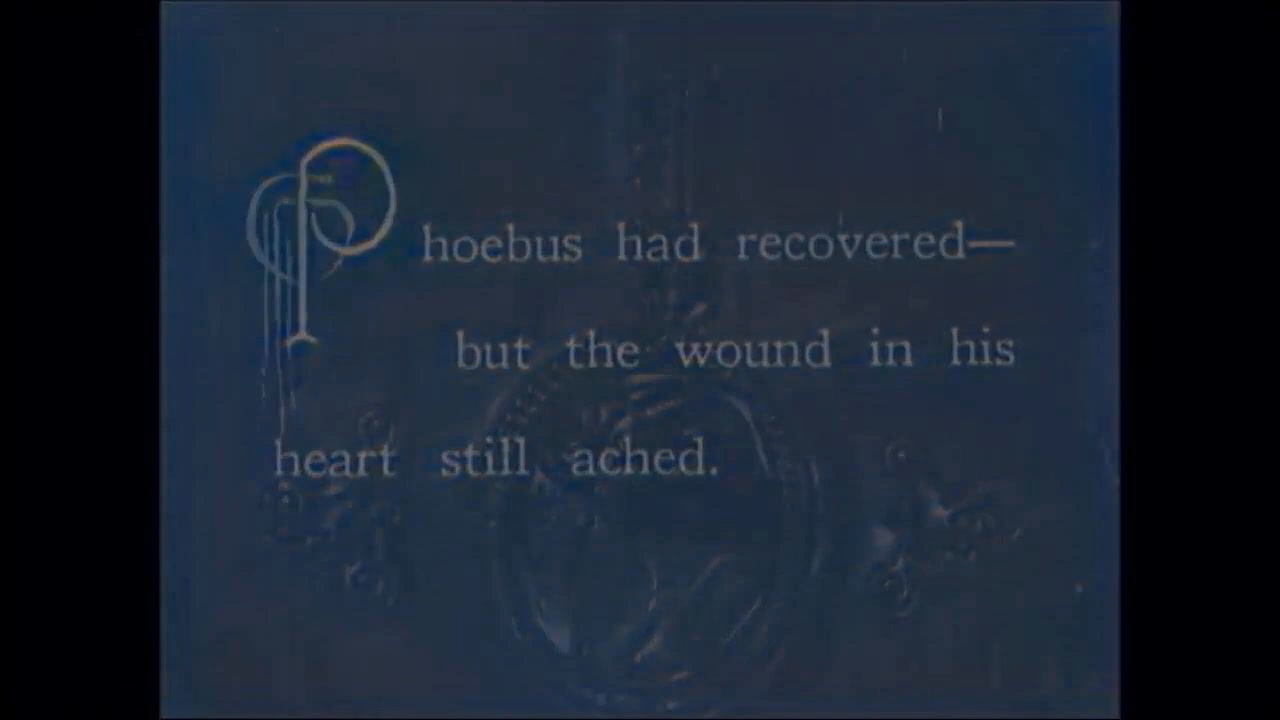 Phoebus had recovered—
but the wound in his
heart still ached.